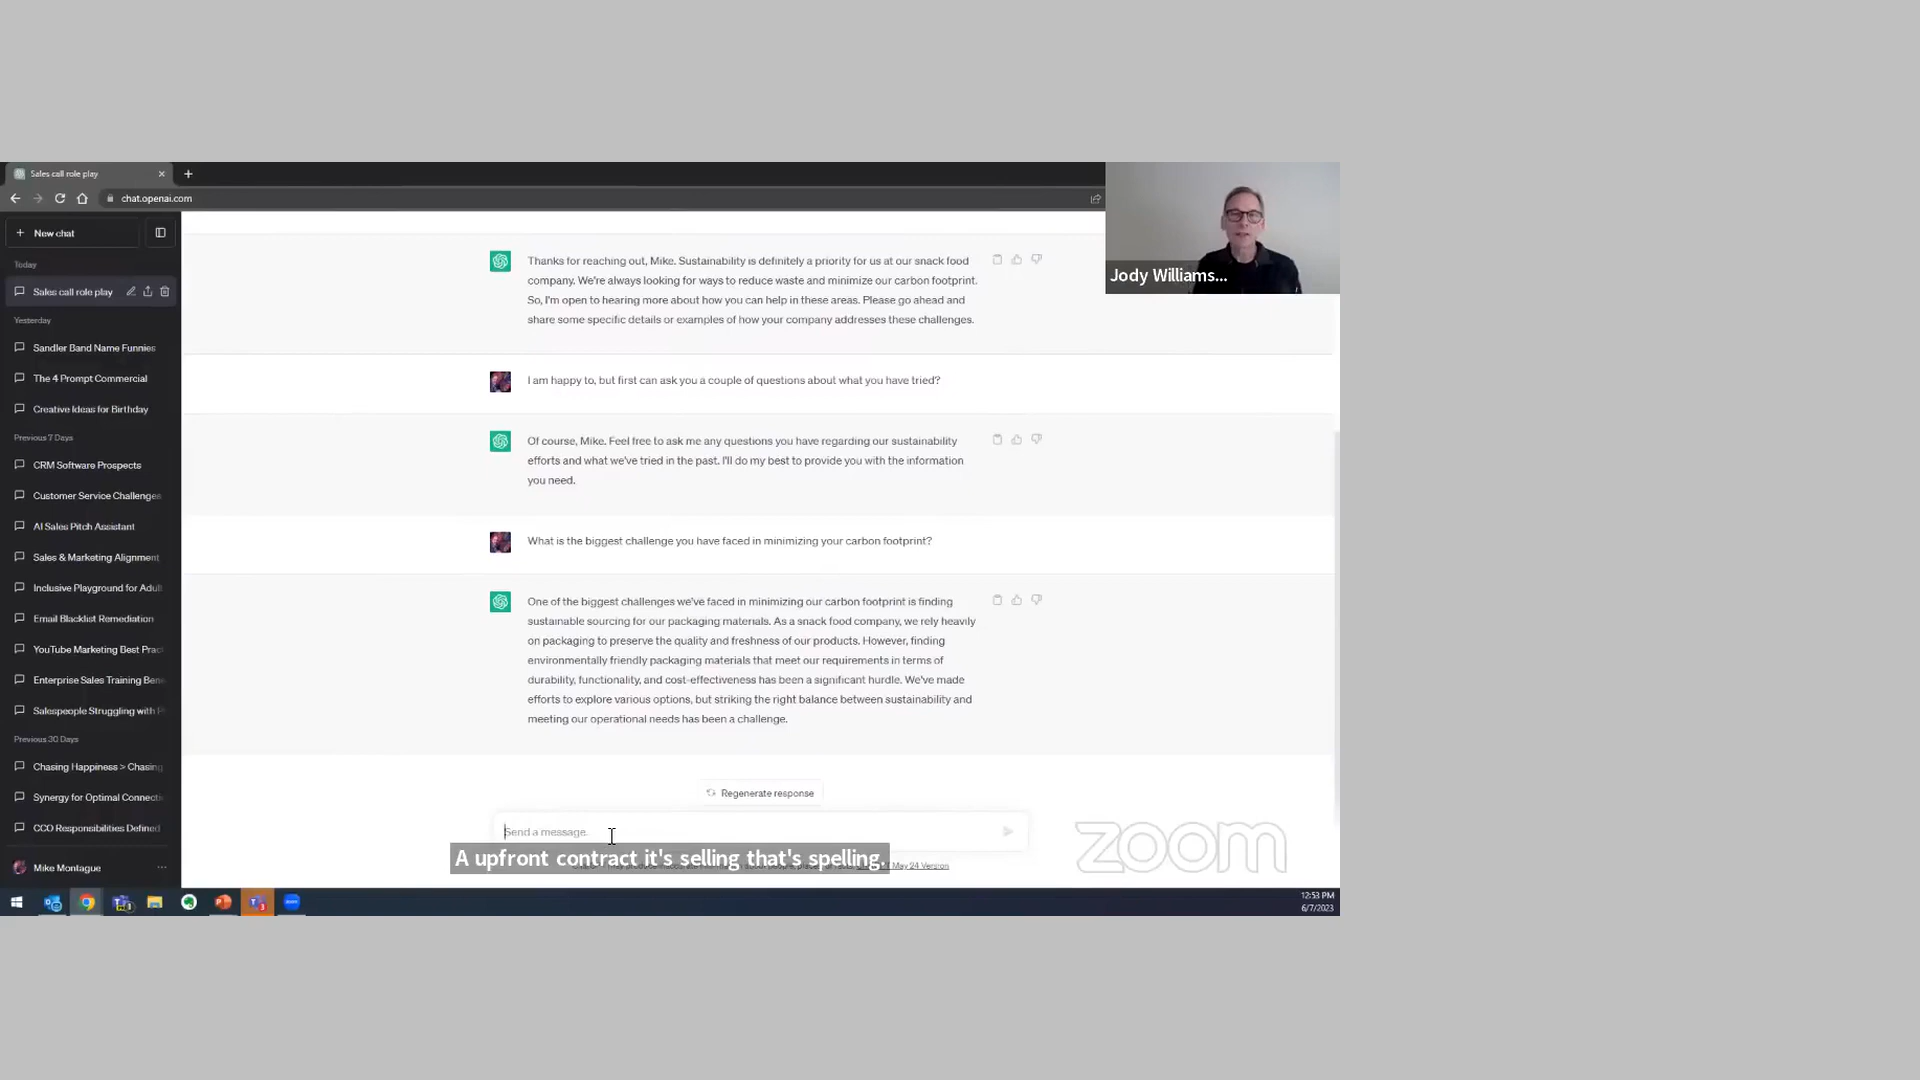 Sales call role play
chat.openai.com
New chat
Today
Sales call role play
Yesterday
Sandler Band Name Funnies
The 4 Prompt Commercial
Creative Ideas for Birthday
Previous 7 Days
CRM Software Prospects
Customer Service Challenges
AI Sales Pitch Assistant
Sales & Marketing Alignment
Inclusive Playground for Adul
Email Blacklist Remediation
YouTube Marketing Best Prac
Enterprise Sales Training Bene
Salespeople Struggling with
Previous 30 Days
Chasing Happiness > Chasing
Synergy for Optimal Connecti
CCO Responsibilities Defined
Mike Montague
Thanks for reaching out, Mike. Sustainability is definitely a priority for us at our snack food
company. We're always looking for ways to reduce waste and minimize our carbon footprint.
So, I'm open to hearing more about how you can help in these areas. Please go ahead and
share some specific details or examples of how your company addresses these challenges.
I am happy to, but first can ask you a couple of questions about what you have tried?
Of course, Mike. Feel free to ask me any questions you have regarding our sustainability
efforts and what we've tried in the past. I'll do my best to provide you with the information
you need.
What is the biggest challenge you have faced in minimizing your carbon footprint?
One of the biggest challenges we've faced in minimizing our carbon footprint is finding
sustainable sourcing for our packaging materials. As a snack food company, we rely heavily
on packaging to preserve the quality and freshness of our products. However, finding
environmentally friendly packaging materials that meet our requirements in terms of
durability, functionality, and cost-effectiveness has been a significant hurdle. We've made
efforts to explore various options, but striking the right balance between sustainability and
meeting our operational needs has been a challenge.
Regenerate response
Send a message.
A upfront contract it's selling that's spelling.
May 24 Version
Jody Williams...
zoom
12:53 PM
6/7/2023